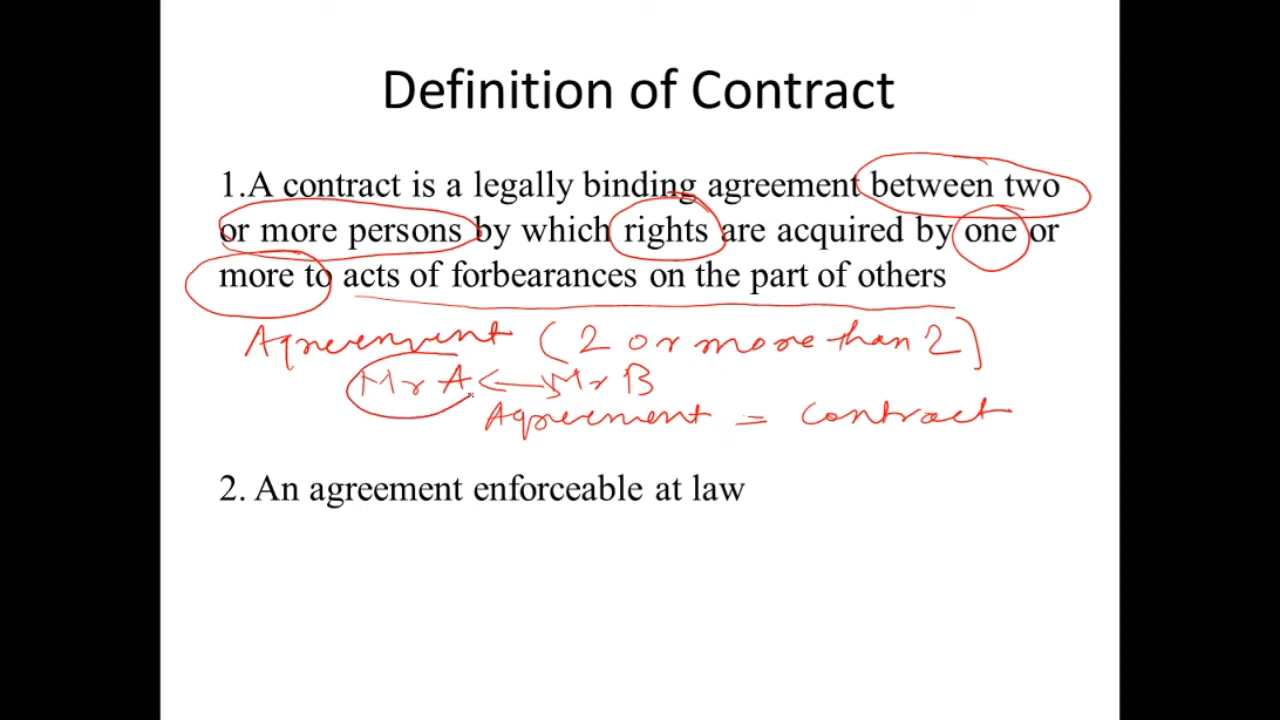 Definition of Contract
1.A contract is a legally binding agreement between two
or more persons by which rights are acquired by one or
more to acts of forbearances on the part of others
Agreement (2 or more than 2)
Mr A ↔ Mr B
Agreement = contract
2. An agreement enforceable at law